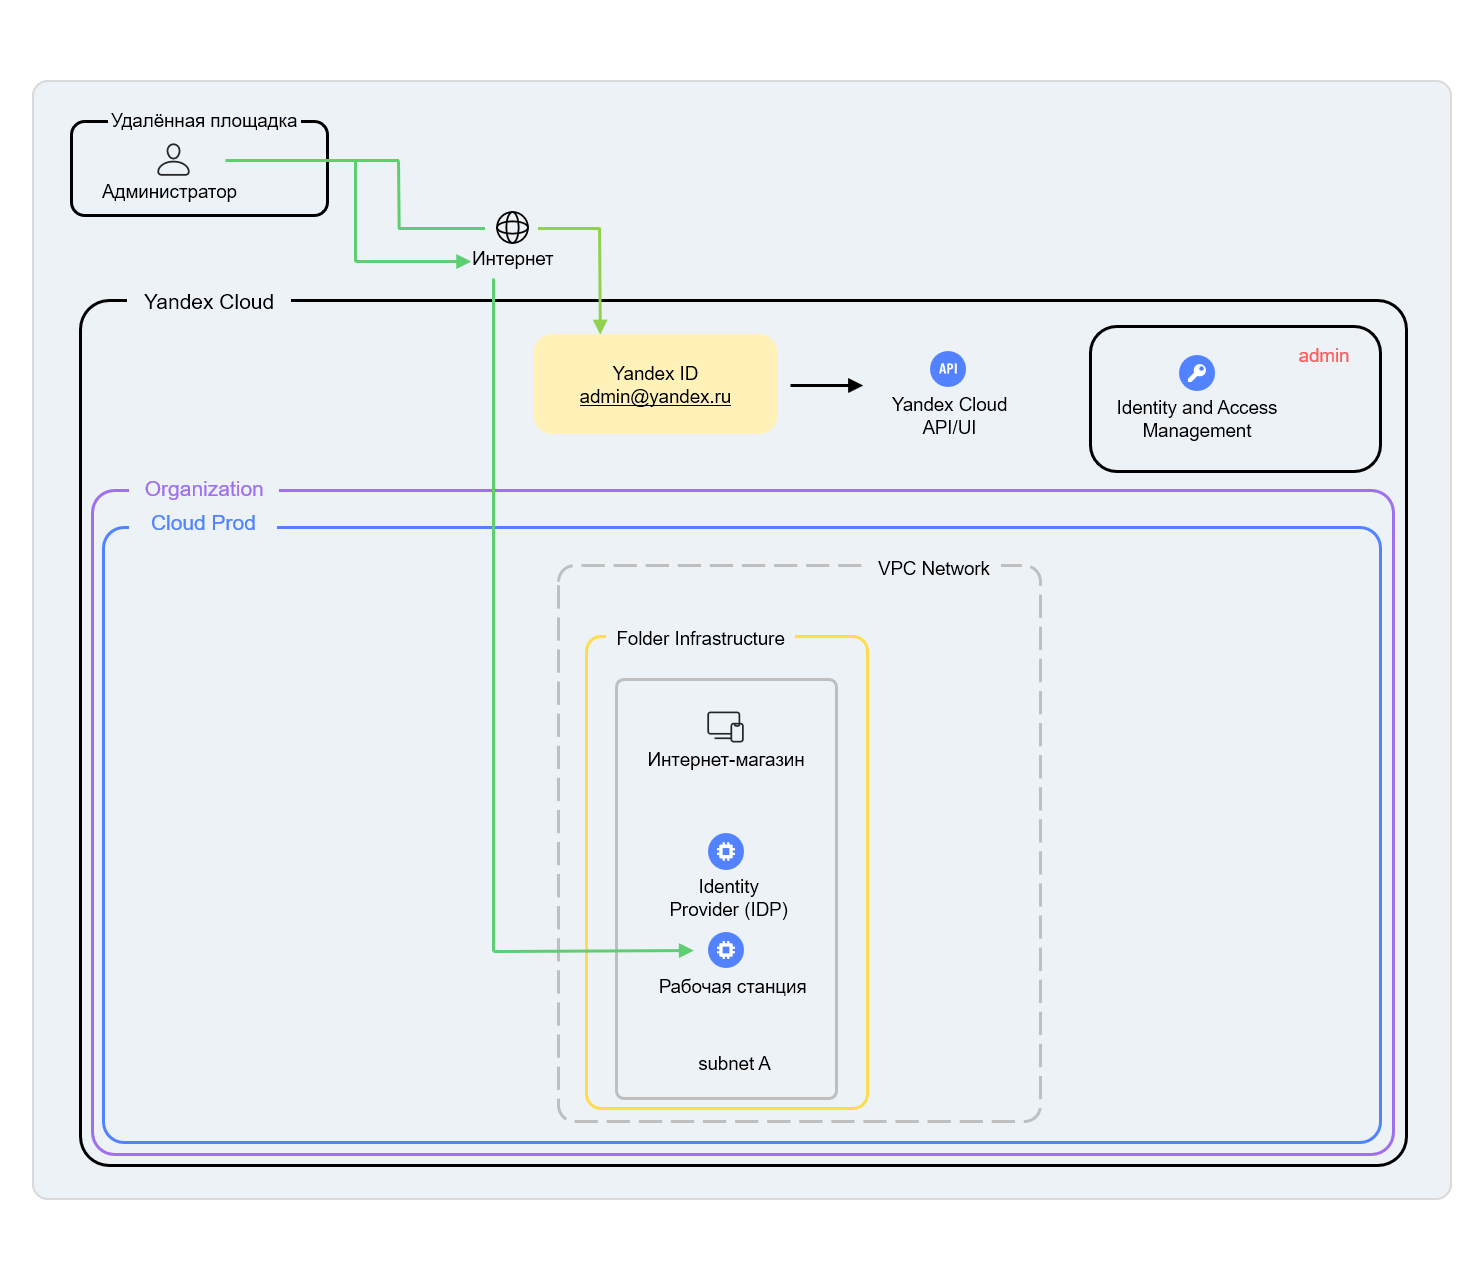 Удалённая площадка
Администратор
Интернет
Yandex Cloud
Yandex ID
admin@yandex.ru
API
Yandex Cloud
API/UI
admin
Identity and Access
Management
Organization
Cloud Prod
VPC Network
Folder Infrastructure
Интернет-магазин
Identity
Provider (IDP)
Рабочая станция
subnet A